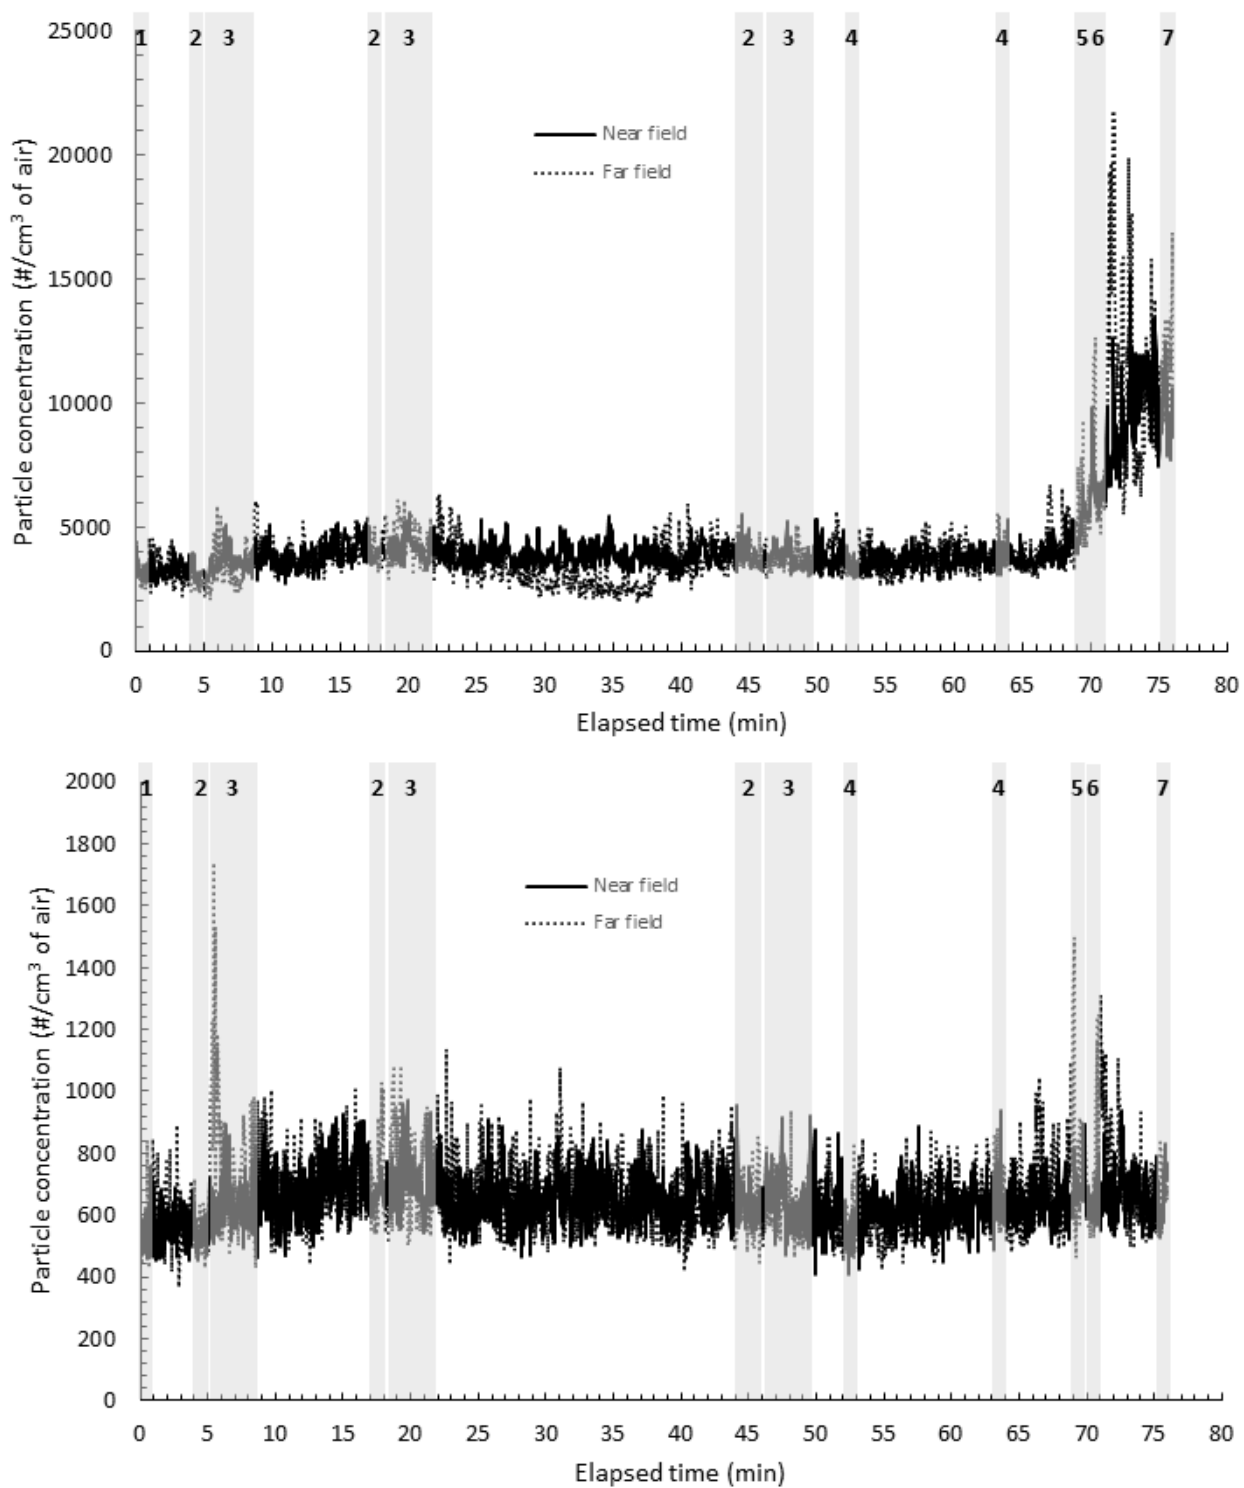 25000
1 2 3 2 3 2 3 4 4 5 6 7
Near field
20000
Far field
15000
10000
5000
0
Particle concentration (#/cm³ of air)
0 5 10 15 20 25 30 35 40 45 50 55 60 65 70 75 80
Elapsed time (min)
2000
1 2 3 2 3 2 3 4 4 5 6 7
1800
Near field
1600
Far field
1400
1200
1000
800
600
400
200
0
Particle concentration (#/cm³ of air)
0 5 10 15 20 25 30 35 40 45 50 55 60 65 70 75 80
Elapsed time (min)